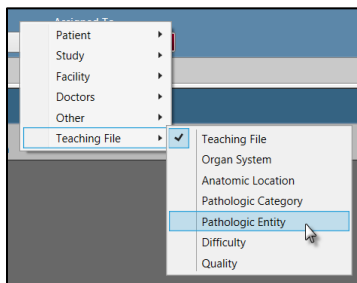 Assigned To
Patient
Study
Facility
Doctors
Other
Teaching File
Teaching File
Organ System
Anatomic Location
Pathologic Category
Pathologic Entity
Difficulty
Quality